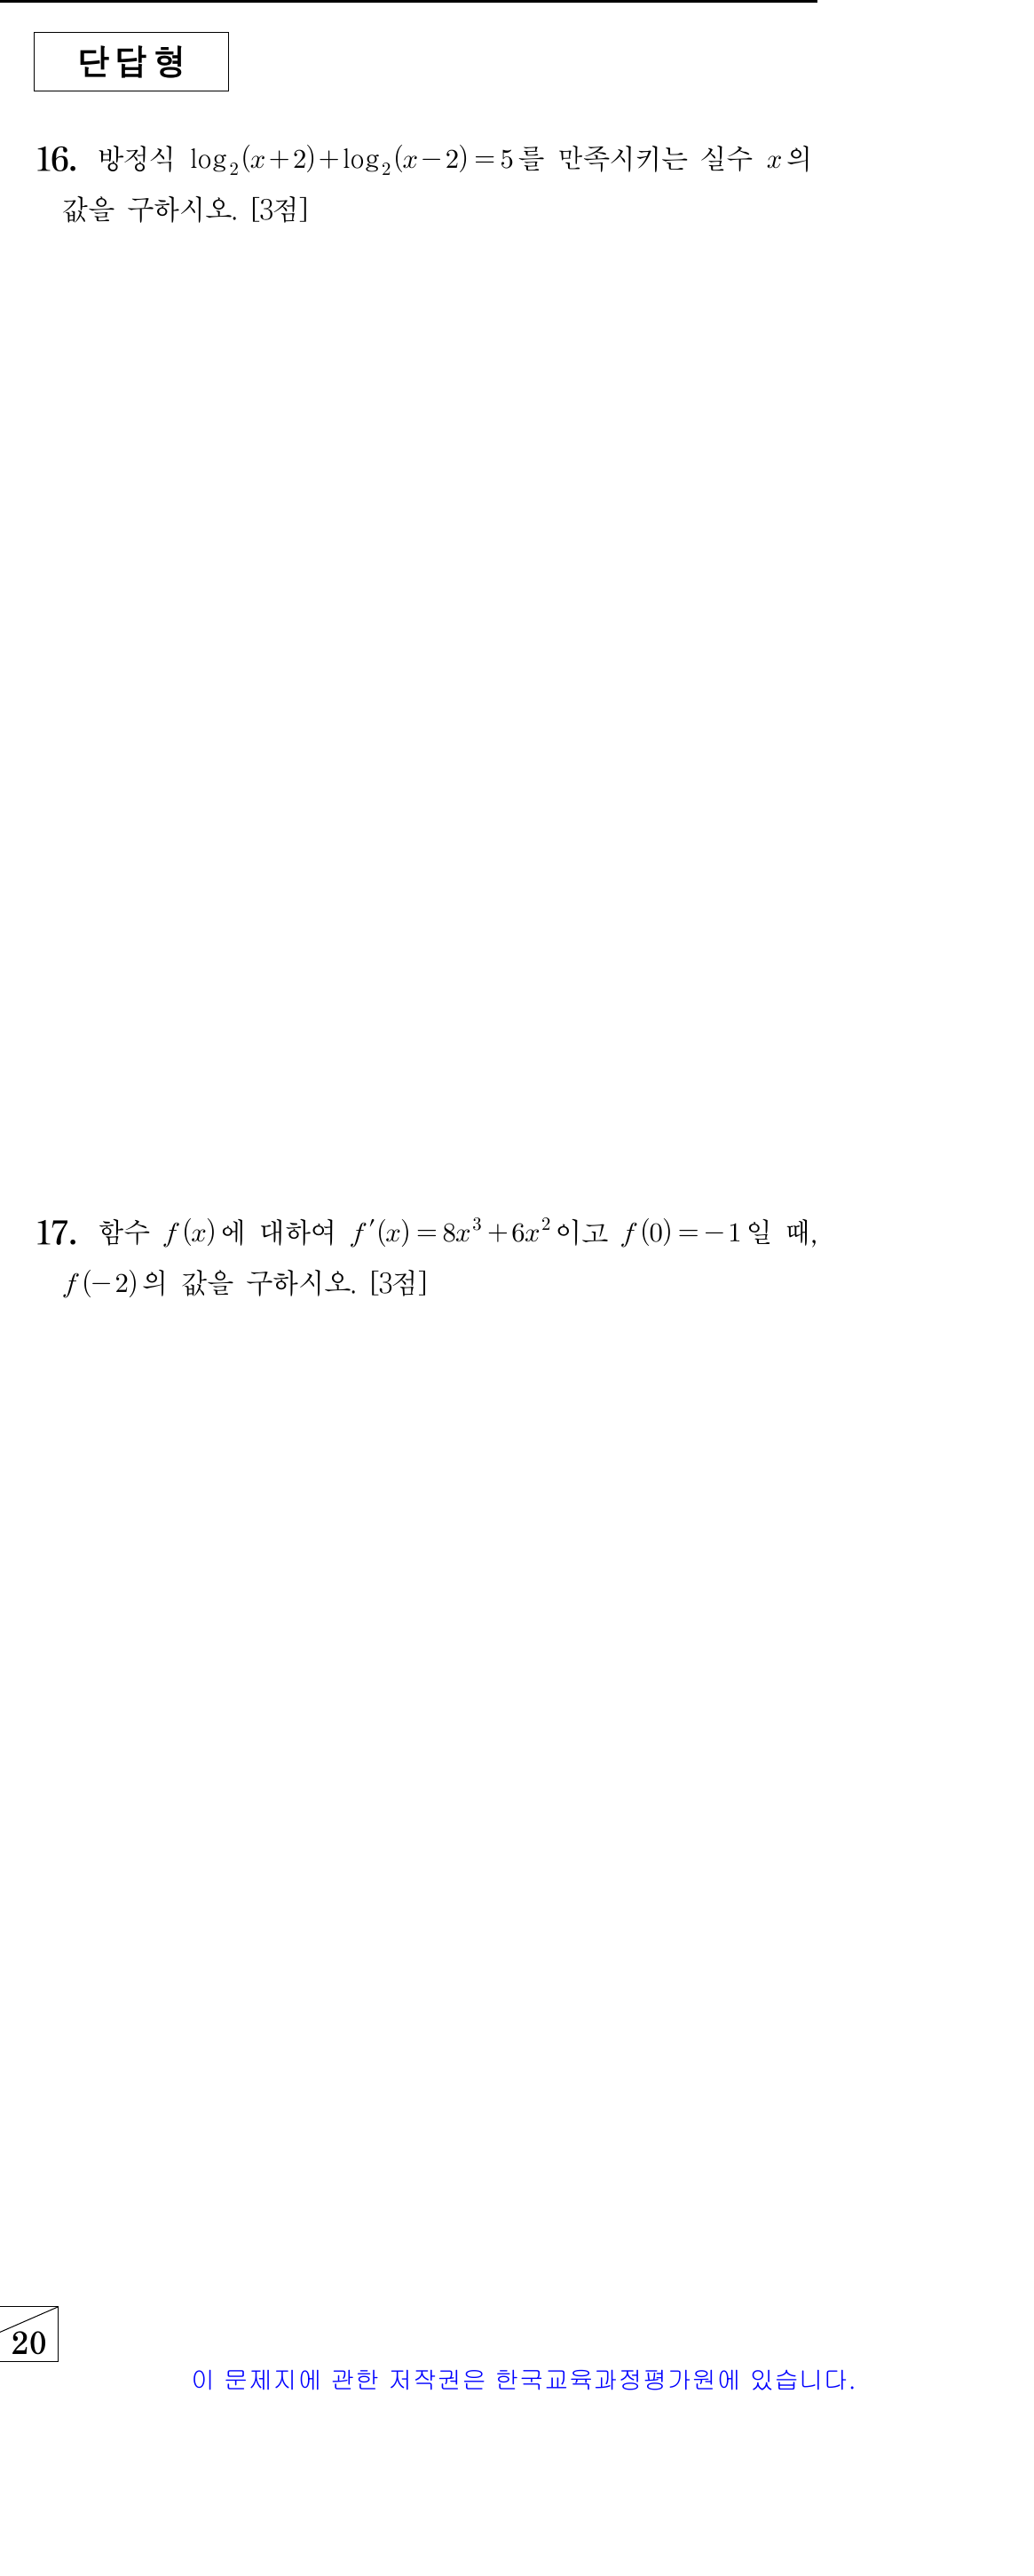 단답형
16. 방정식 log₂(x+2)+log₂(x−2)=5를 만족시키는 실수 x의
값을 구하시오. [3점]
17. 함수 f(x)에 대하여 f′(x)=8x³+6x²이고 f(0)=−1일 때,
f(−2)의 값을 구하시오. [3점]
20
이 문제지에 관한 저작권은 한국교육과정평가원에 있습니다.